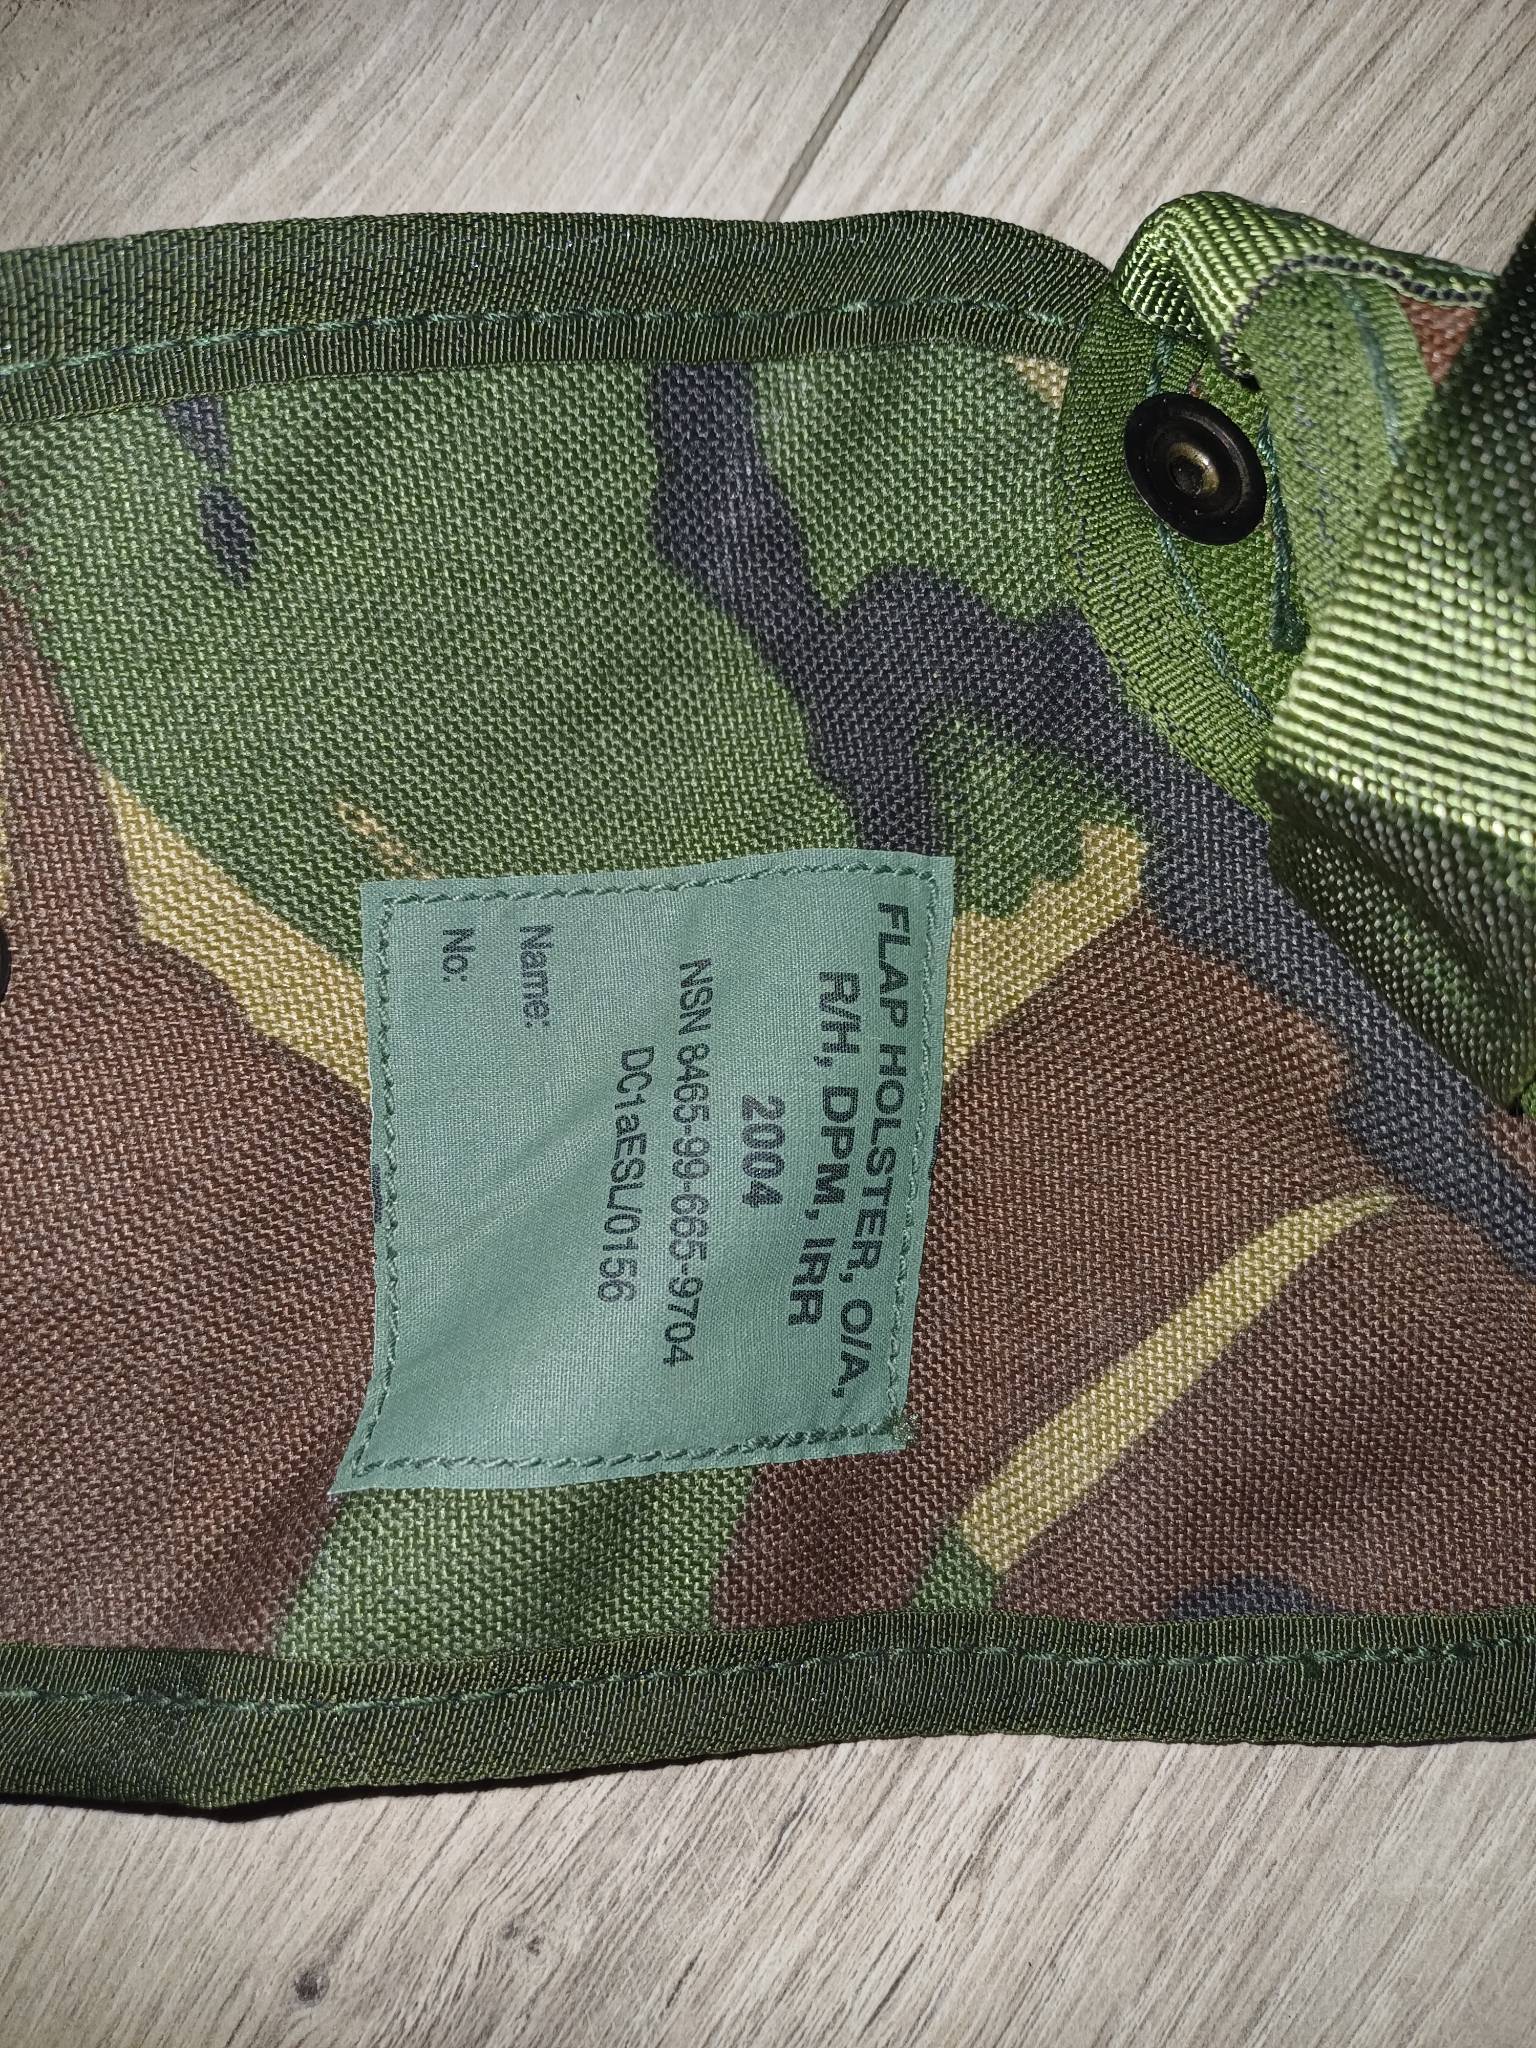 FLAP HOLSTER, O/A,
R/H, DPM, IRR
2004
NSN 8465-99-665-9704
DC1aESL/0156
Name:
No: